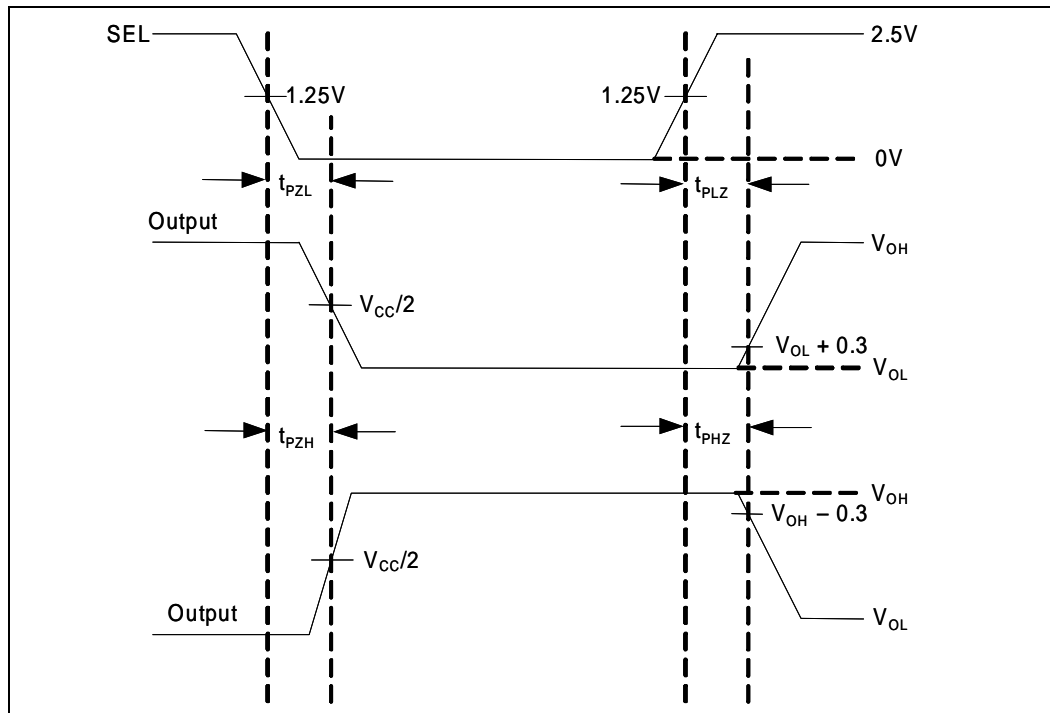 SEL
2.5V
1.25V
1.25V
0V
tPZL
tPLZ
Output
VOH
VCC/2
VOL + 0.3
VOL
tPZH
tPHZ
VOH
VOH – 0.3
VCC/2
Output
VOL